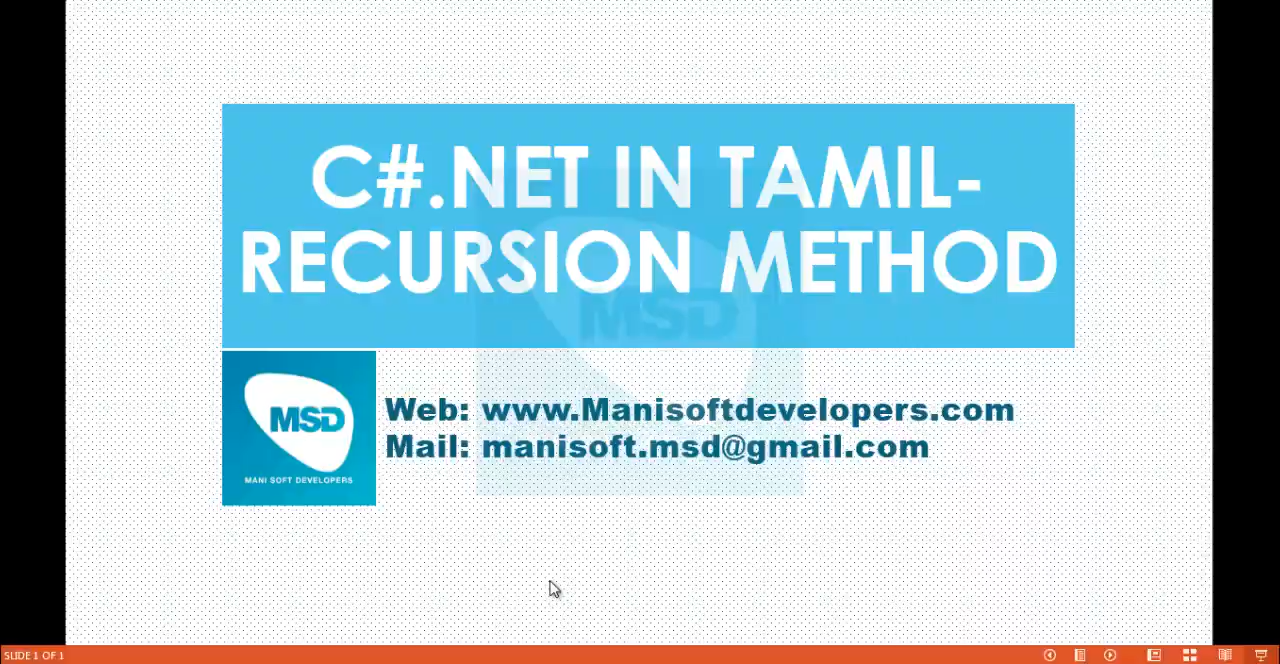 C#.NET IN TAMIL-
RECURSION METHOD
MSD
MSD
MANI SOFT DEVELOPERS
Web: www.Manisoftdevelopers.com
Mail: manisoft.msd@gmail.com
SLIDE 1 OF 1